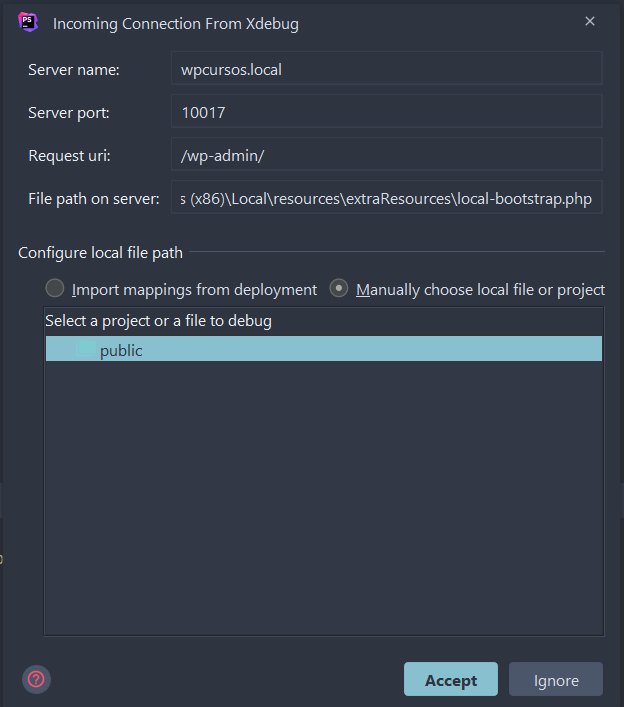 PS
Incoming Connection From Xdebug
Server name: wpcursos.local
Server port: 10017
Request uri: /wp-admin/
File path on server: s (x86)\Local\resources\extraResources\local-bootstrap.php
Configure local file path
Import mappings from deployment Manually choose local file or project
Select a project or a file to debug
public
?
Accept Ignore